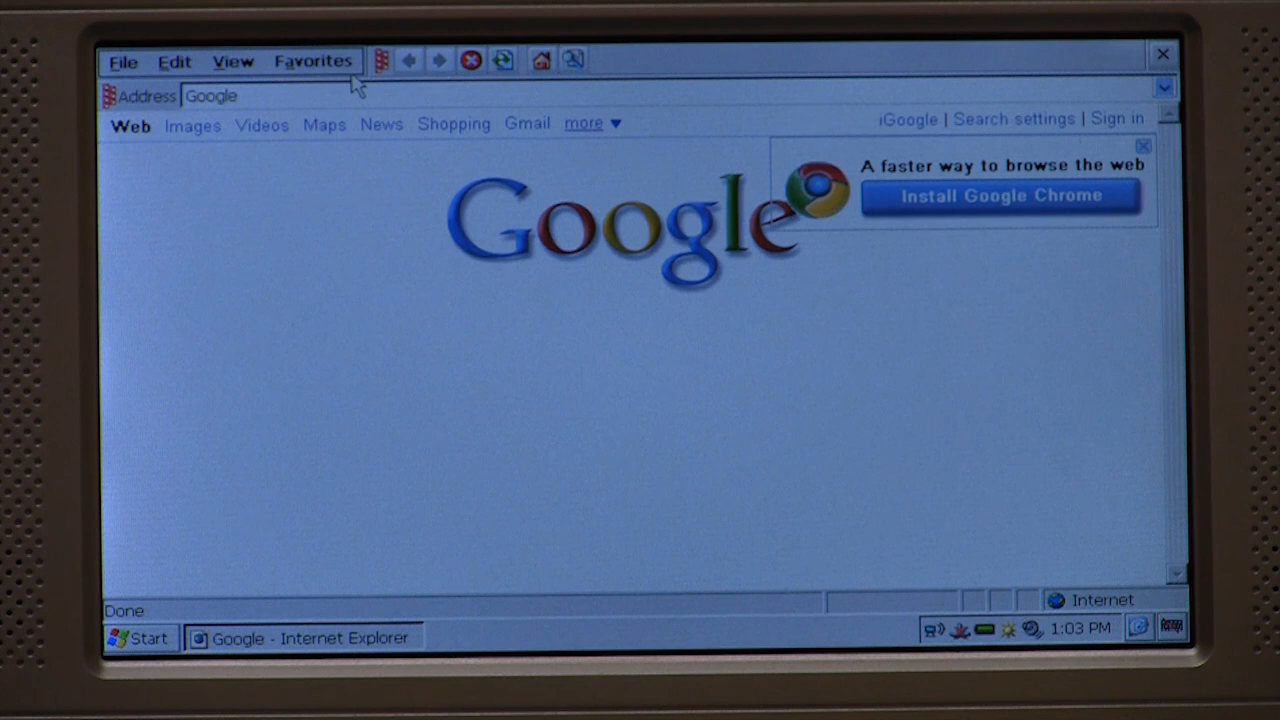 File Edit View Favorites
Address Google
Web Images Videos Maps News Shopping Gmail more iGoogle | Search settings | Sign in
A faster way to browse the web
Install Google Chrome
Google
Done Internet
Start Google - Internet Explorer 1:03 PM